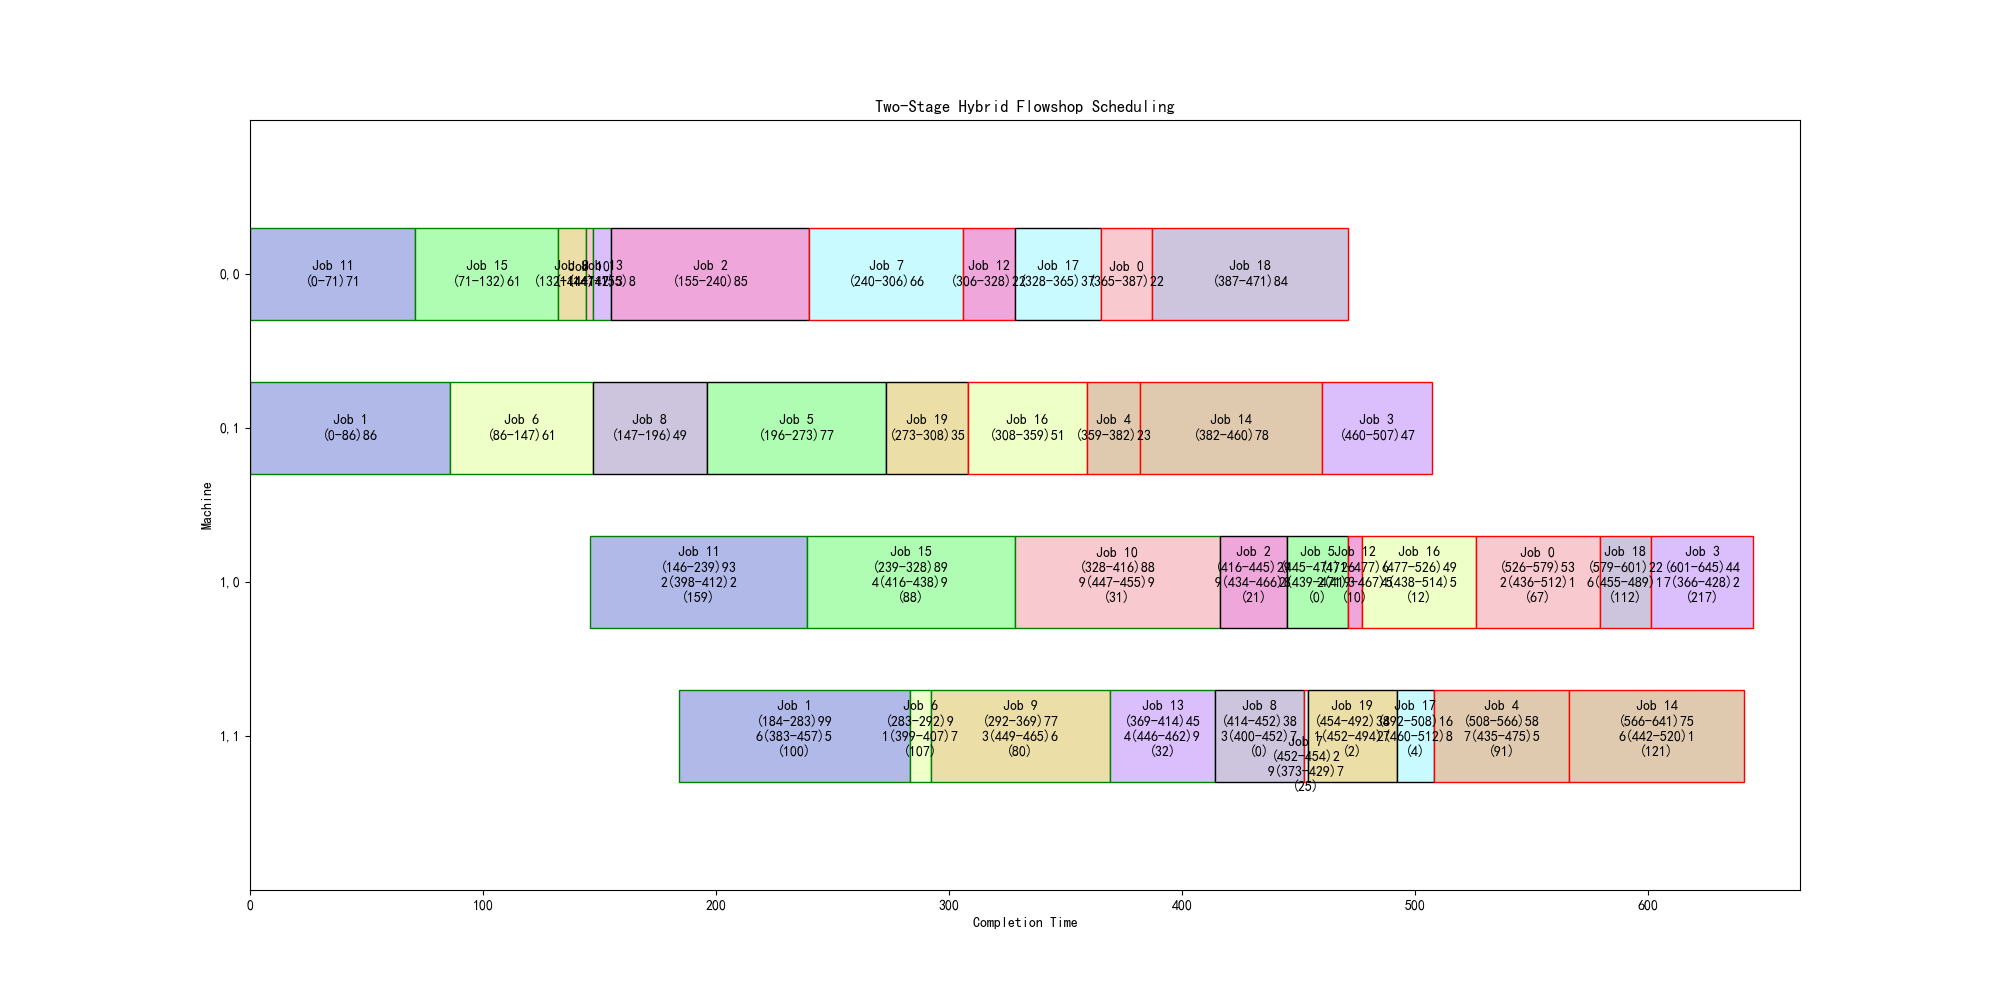 Two-Stage Hybrid Flowshop Scheduling
0,0
Job 11
(0-71)71
Job 15
(71-132)61
Job 13
Job 2
(155-240)85
Job 7
(240-306)66
Job 12
(306-328)22
Job 17
(328-365)37
Job 0
(365-387)22
Job 18
(387-471)84
0,1
Job 1
(0-86)86
Job 6
(86-147)61
Job 8
(147-196)49
Job 5
(196-273)77
Job 19
(273-308)35
Job 16
(308-359)51
Job 4
(359-382)23
Job 14
(382-460)78
Job 3
(460-507)47
Machine
1,0
Job 11
(146-239)93
2(398-412)2
(159)
Job 15
(239-328)89
4(416-438)9
(88)
Job 10
(328-416)88
9(447-455)9
(31)
Job 2
(416-445)29
(21)
Job 5
(0)
Job 12
(10)
Job 16
(477-526)49
(438-514)5
(12)
Job 0
(526-579)53
2(436-512)1
(67)
Job 18
(579-601)22
6(455-489)1
(112)
Job 3
(601-645)44
7(366-428)2
(217)
1,1
Job 1
(184-283)99
6(383-457)5
(100)
Job 6
(283-292)9
1(399-407)7
(107)
Job 9
(292-369)77
3(449-465)6
(80)
Job 13
(369-414)45
4(446-462)9
(32)
Job 8
(414-452)38
3(400-452)7
(0)
Job 7
(452-454)2
9(373-429)7
(25)
Job 19
(454-492)38
(2)
Job 17
(492-508)16
(460-512)8
(4)
Job 4
(508-566)58
7(435-475)5
(91)
Job 14
(566-641)75
6(442-520)1
(121)
0
100
200
300
400
500
600
Completion Time